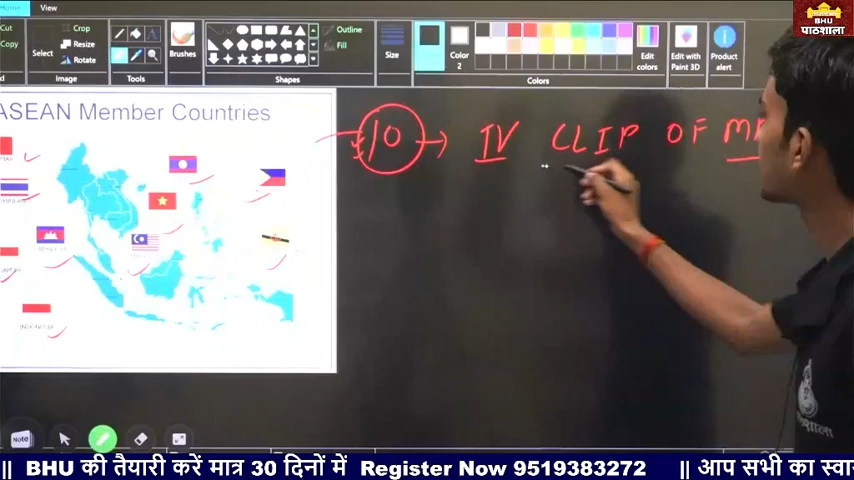 Cut
Copy
Home
View
Select
Crop
Resize
Rotate
Image
Tools
Brushes
Shapes
Outline
Fill
Size
Color
2
Edit
colors
Edit with
Paint 3D
Product
alert
Colors
BHU
पाठशाला
ASEAN Member Countries
INDONESIA
10 → IV CLIP OF
Note
|| BHU की तैयारी करें मात्र 30 दिनों में Register Now 9519383272 || आप सभी का